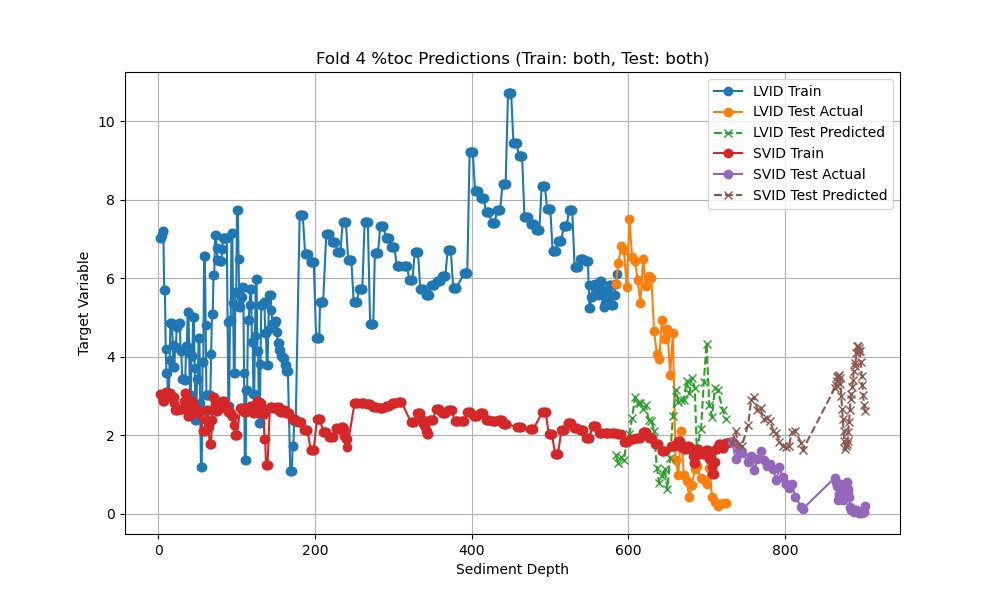 Fold 4 %toc Predictions (Train: both, Test: both)
LVID Train
LVID Test Actual
LVID Test Predicted
SVID Train
SVID Test Actual
SVID Test Predicted
Target Variable
10
8
6
4
2
0
0 200 400 600 800
Sediment Depth